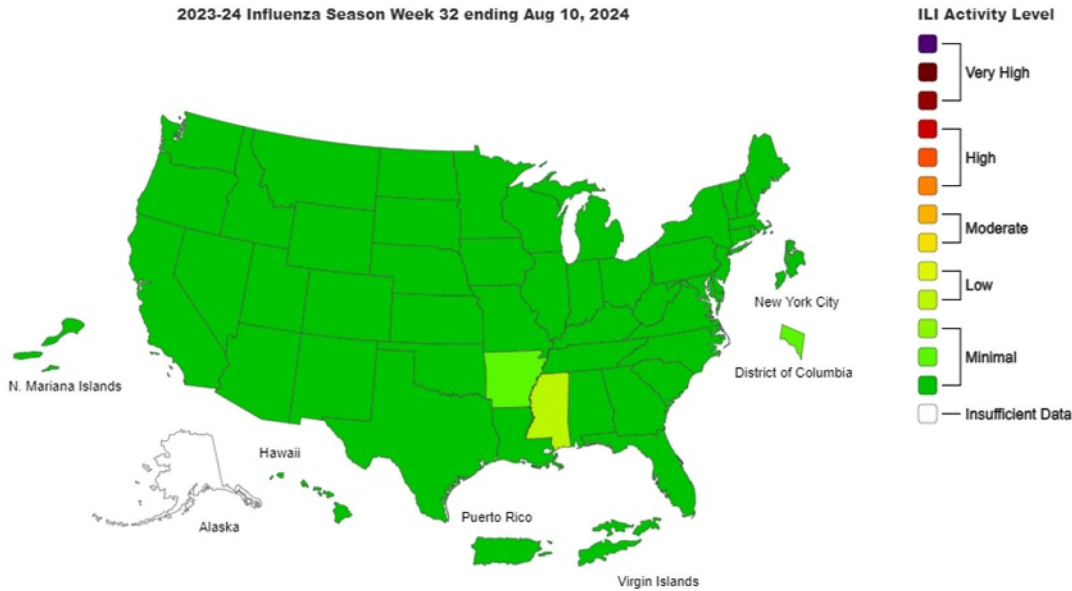 2023-24 Influenza Season Week 32 ending Aug 10, 2024
ILI Activity Level
Very High
High
Moderate
Low
Minimal
Insufficient Data
New York City
District of Columbia
N. Mariana Islands
Hawaii
Alaska
Puerto Rico
Virgin Islands